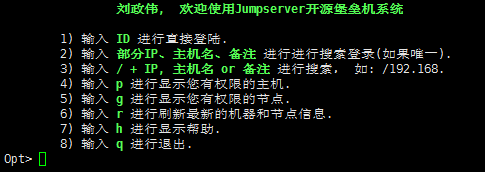 刘政伟, 欢迎使用Jumpserver开源堡垒机系统
1) 输入 ID 进行直接登陆.
2) 输入 部分IP、主机名、备注 进行进行搜索登录(如果唯一).
3) 输入 / + IP, 主机名 or 备注 进行搜索, 如: /192.168.
4) 输入 p 进行显示您有权限的主机.
5) 输入 g 进行显示您有权限的节点.
6) 输入 r 进行刷新最新的机器和节点信息.
7) 输入 h 进行显示帮助.
8) 输入 q 进行退出.
Opt>